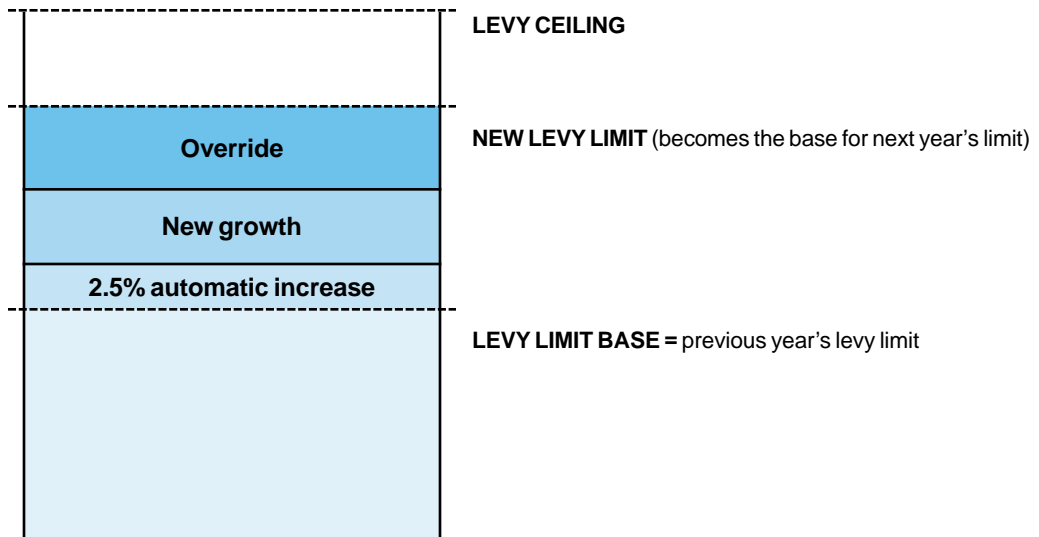 LEVY CEILING
Override
NEW LEVY LIMIT (becomes the base for next year’s limit)
New growth
2.5% automatic increase
LEVY LIMIT BASE = previous year’s levy limit